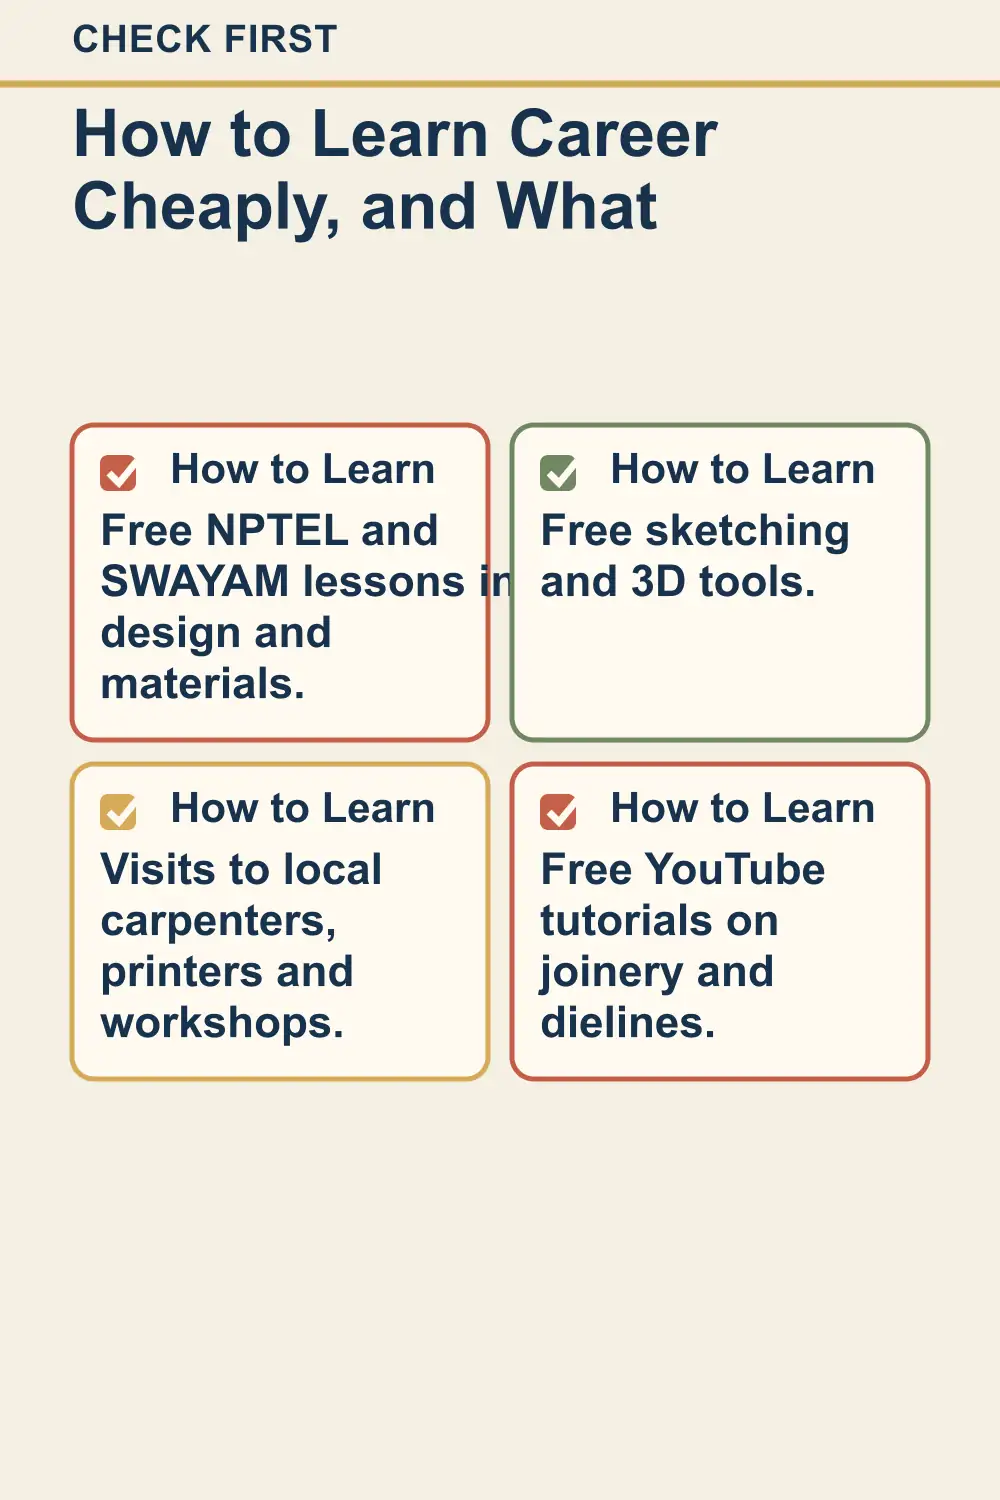 CHECK FIRST
How to Learn Career
Cheaply, and What
How to Learn
Free NPTEL and
SWAYAM lessons in
design and
materials.
How to Learn
Free sketching
and 3D tools.
How to Learn
Visits to local
carpenters,
printers and
workshops.
How to Learn
Free YouTube
tutorials on
joinery and
dielines.